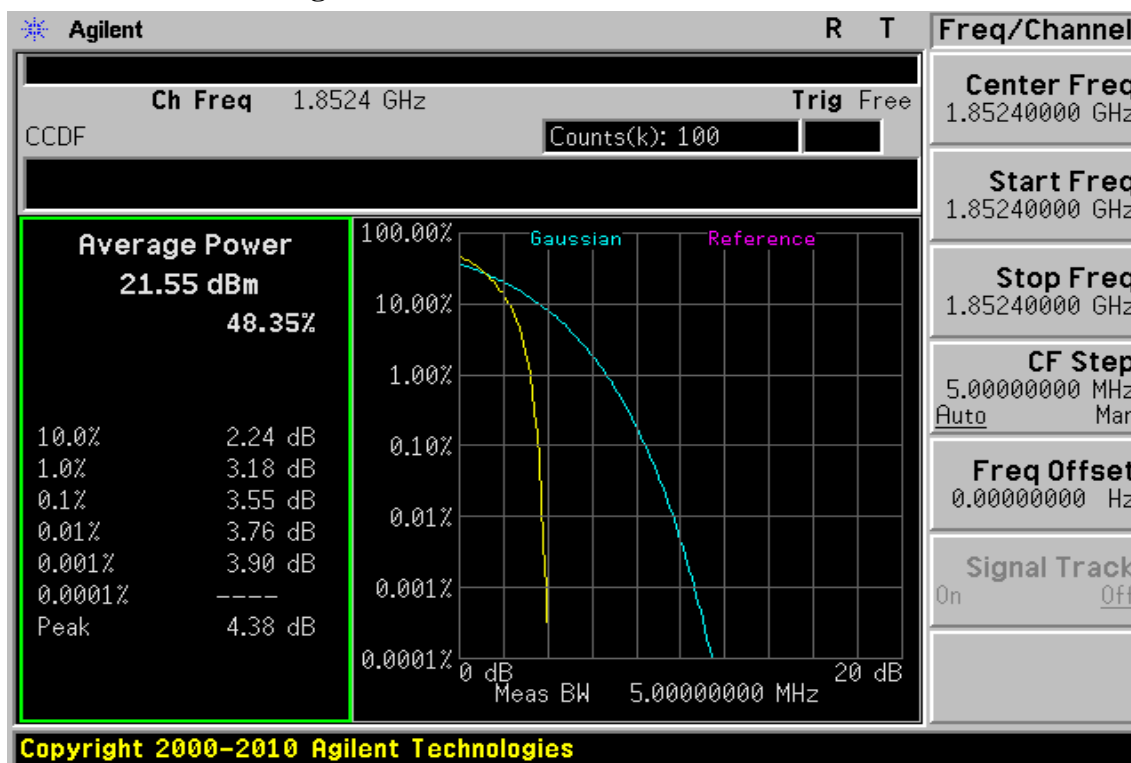 Agilent R T
Ch Freq 1.8524 GHz Trig Free
CCDF Counts(k): 100
Average Power
21.55 dBm
48.35%
10.0% 2.24 dB
1.0% 3.18 dB
0.1% 3.55 dB
0.01% 3.76 dB
0.001% 3.90 dB
0.0001% ----
Peak 4.38 dB
Gaussian Reference
100.00%
10.00%
1.00%
0.10%
0.01%
0.001%
0.0001%
0 dB 20 dB
Meas BW 5.00000000 MHz
Freq/Channel
Center Freq
1.85240000 GHz
Start Freq
1.85240000 GHz
Stop Freq
1.85240000 GHz
CF Step
5.00000000 MHz
Auto Man
Freq Offset
0.00000000 Hz
Signal Track
On Off
Copyright 2000-2010 Agilent Technologies